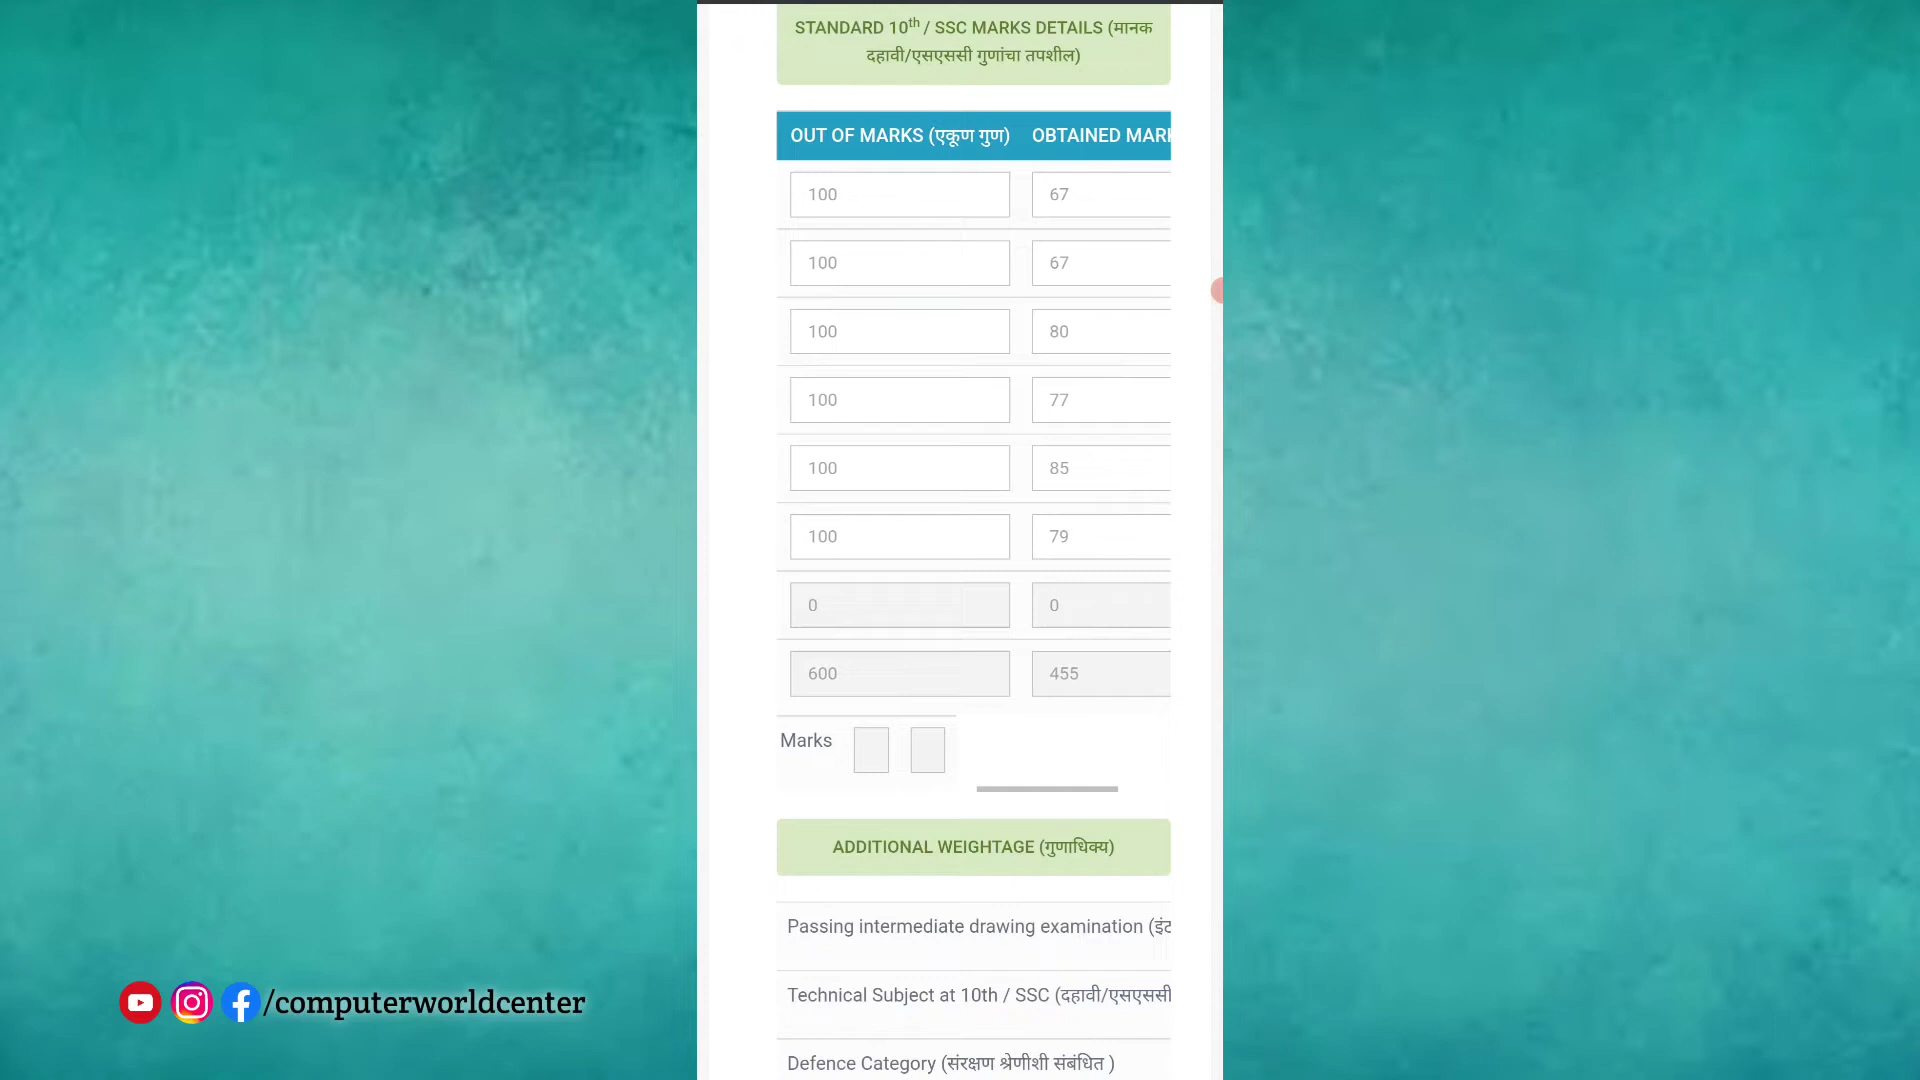 STANDARD 10th / SSC MARKS DETAILS (मानक
दहावी/एसएससी गुणांचा तपशील)
OUT OF MARKS (एकूण गुण) OBTAINED MARK
100 67
100 67
100 80
100 77
100 85
100 79
0 0
600 455
Marks
ADDITIONAL WEIGHTAGE (गुणाधिक्य)
Passing intermediate drawing examination (इंट
Technical Subject at 10th / SSC (दहावी/एसएससी
Defence Category (संरक्षण श्रेणीशी संबंधित )
/computerworldcenter